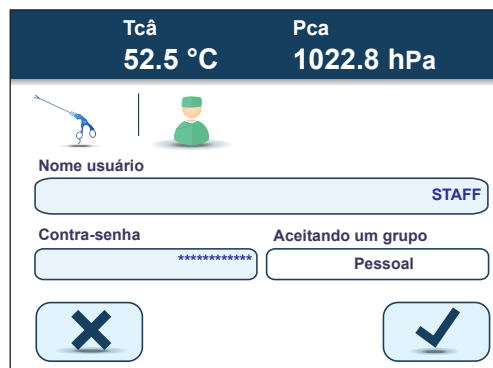 Tcâ Pca
52.5 °C 1022.8 hPa
Nome usuário
STAFF
Contra-senha Aceitando um grupo
************ Pessoal